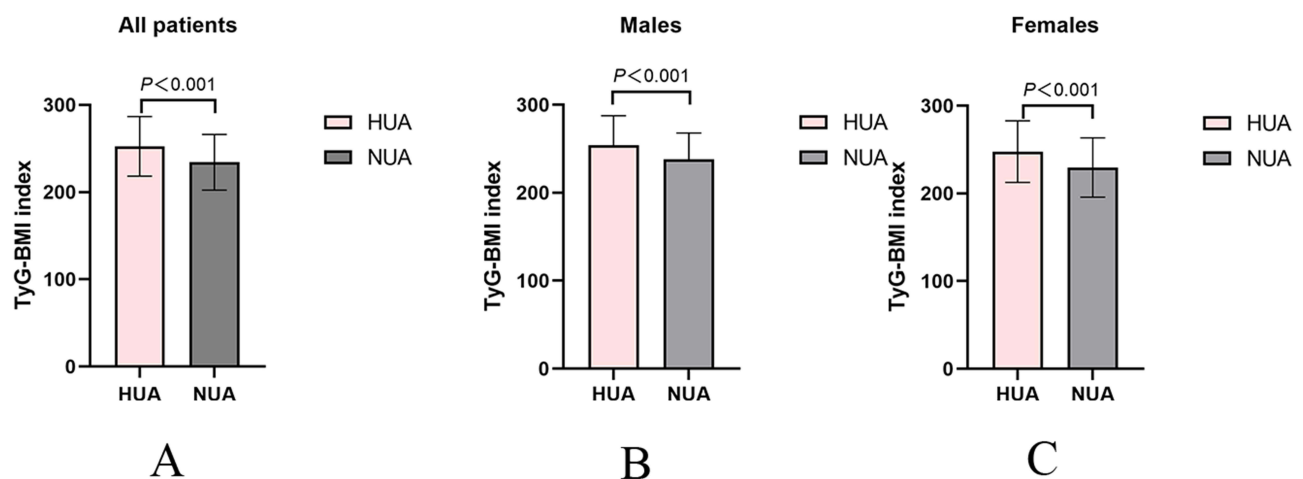 All patients
P<0.001
300
200
100
0
TyG-BMI index
HUA
NUA
HUA
NUA
A
Males
P<0.001
300
200
100
0
TyG-BMI index
HUA
NUA
HUA
NUA
B
Females
P<0.001
300
200
100
0
TyG-BMI index
HUA
NUA
HUA
NUA
C